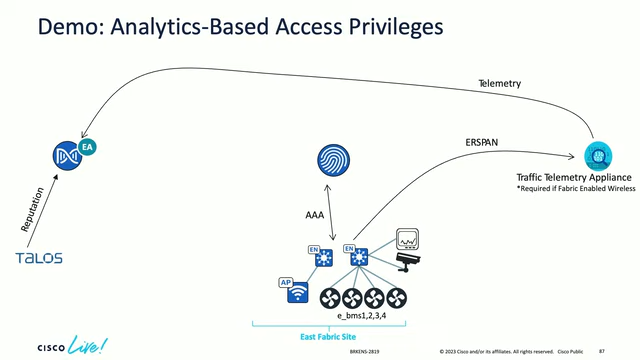 Demo: Analytics-Based Access Privileges
Telemetry
ERSPAN
EA
Traffic Telemetry Appliance
*Required if Fabric Enabled Wireless
Reputation
AAA
TALOS
EN
EN
AP
e_bms1,2,3,4
East Fabric Site
CISCO Live!
BRKENS-2819
© 2023 Cisco and/or its affiliates. All rights reserved. Cisco Public
87